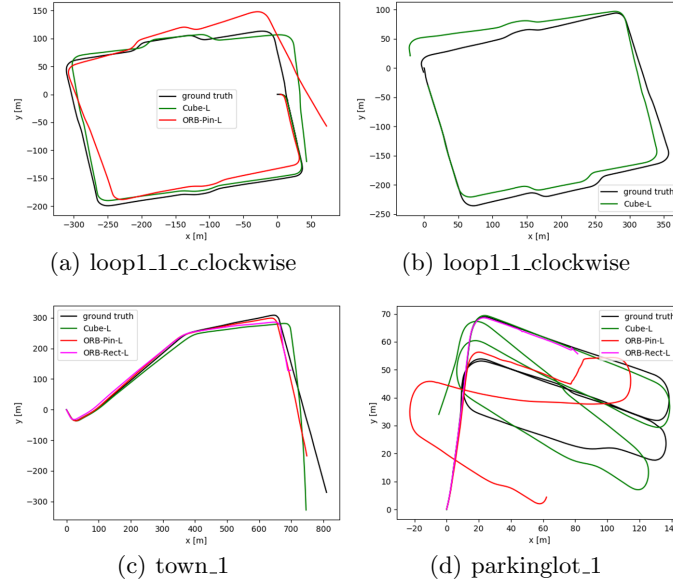 150
100
50
0
−50
−100
−150
−200
y [m]
−300
−250
−200
−150
−100
−50
0
50
x [m]
ground truth
Cube-L
ORB-Pin-L
(a) loop1_1_c_clockwise
100
50
0
−50
−100
−150
−200
−250
y [m]
0
50
100
150
200
250
300
350
x [m]
ground truth
Cube-L
(b) loop1_1_clockwise
300
200
100
0
−100
−200
−300
y [m]
0
100
200
300
400
500
600
700
800
x [m]
ground truth
Cube-L
ORB-Pin-L
ORB-Rect-L
(c) town_1
70
60
50
40
30
20
10
0
y [m]
−20
0
20
40
60
80
100
120
x [m]
ground truth
Cube-L
ORB-Pin-L
ORB-Rect-L
(d) parkinglot_1